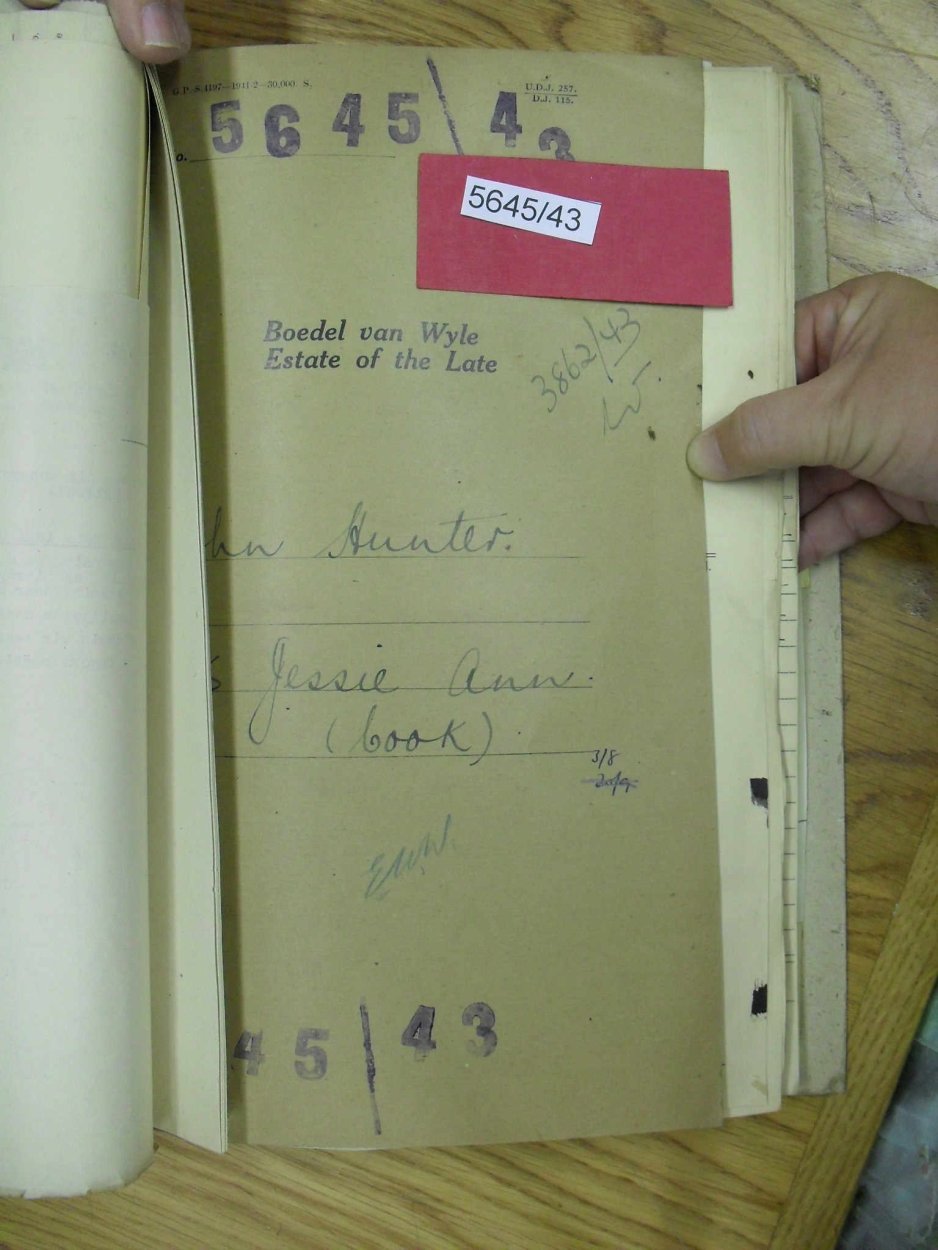 G.P.-S.4197—1941-2—30,000. S.
U.D.J. 257.
D.J. 115.
5645/43
o.
5645/43
Boedel van Wyle
Estate of the Late
3862/43
hn Hunter.
s Jessie Ann.
(Cook)
3/8
E.W.W.
45/43